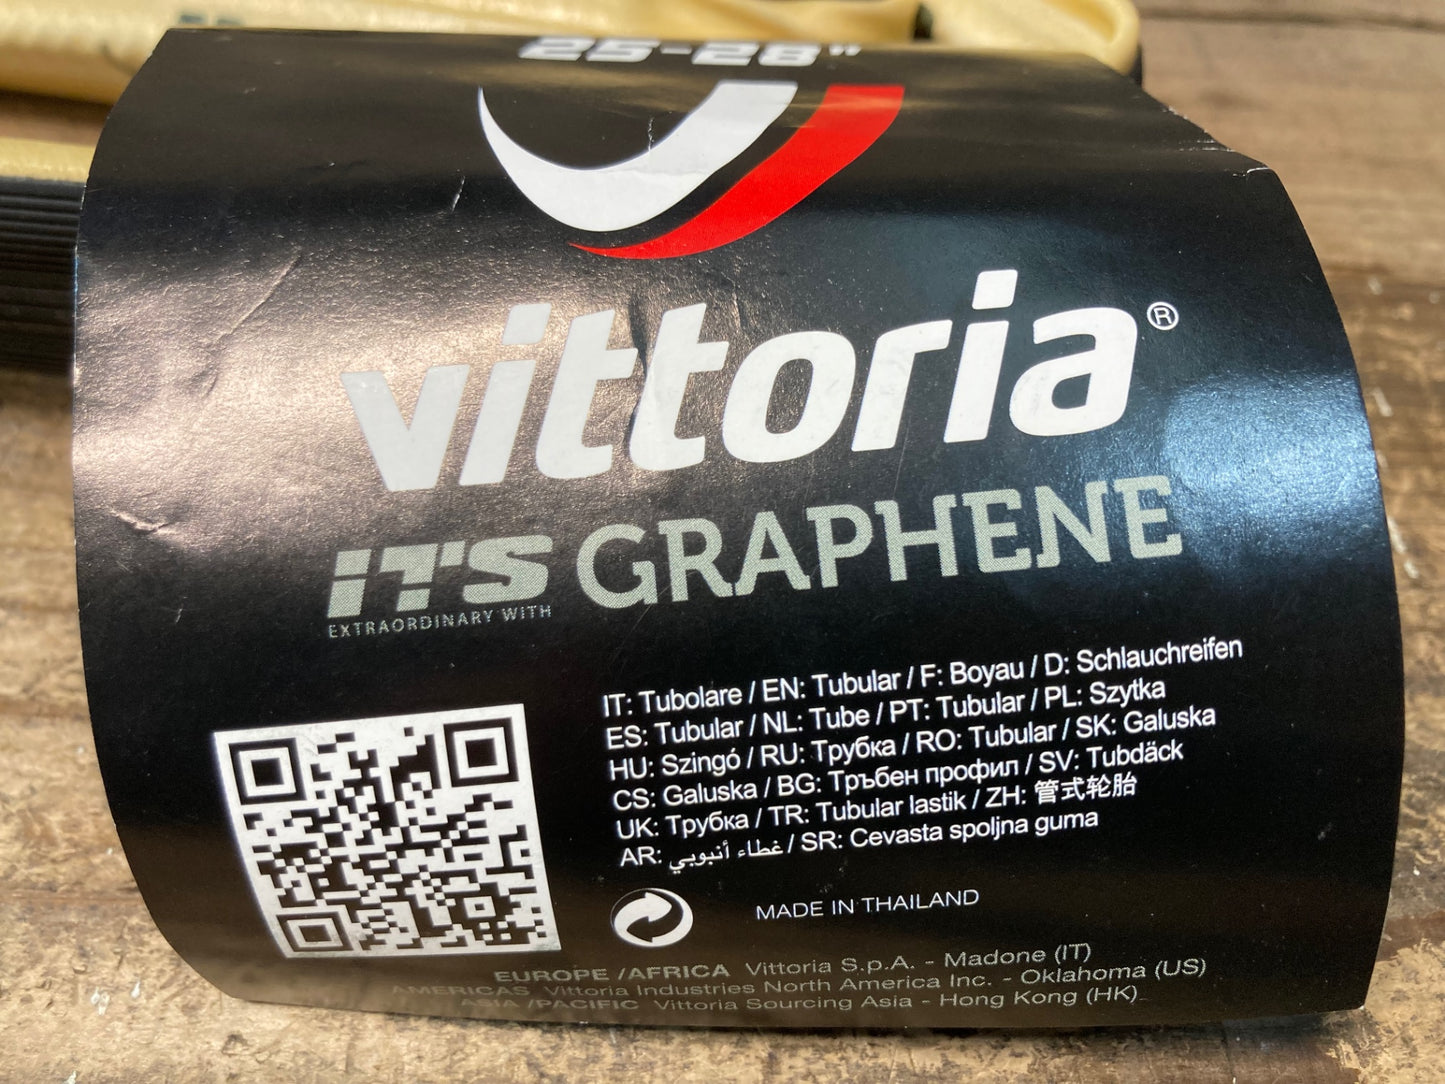 25-28"
vittoria®
IT'S GRAPHENE
EXTRAORDINARY WITH
IT: Tubolare / EN: Tubular / F: Boyau / D: Schlauchreifen
ES: Tubular / NL: Tube / PT: Tubular / PL: Szytka
HU: Szingó / RU: Трубка / RO: Tubular / SK: Galuska
CS: Galuska / BG: Тръбен профил / SV: Tubdäck
UK: Трубка / TR: Tubular lastik / ZH: 管式轮胎
AR: غطاء أنبوبي / SR: Cevasta spoljna guma
MADE IN THAILAND
EUROPE /AFRICA Vittoria S.p.A. - Madone (IT)
AMERICAS Vittoria Industries North America Inc. - Oklahoma (US)
ASIA /PACIFIC Vittoria Sourcing Asia - Hong Kong (HK)